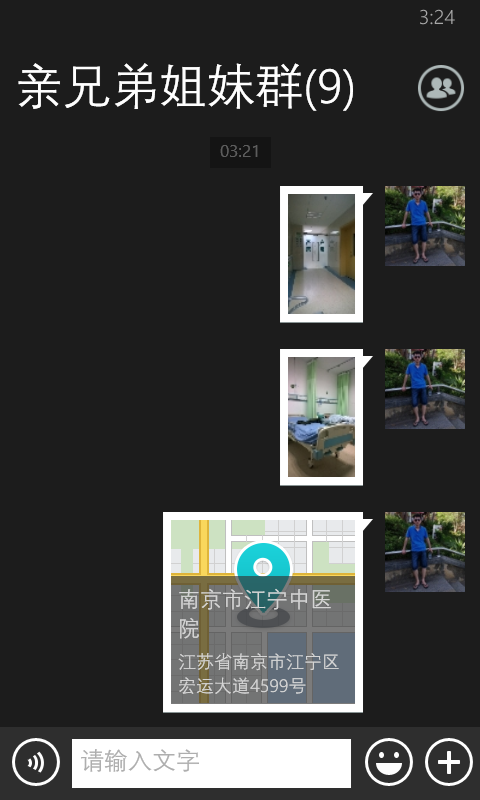 3:24
亲兄弟姐妹群(9)
03:21
南京市江宁中医
院
江苏省南京市江宁区
宏运大道4599号
请输入文字